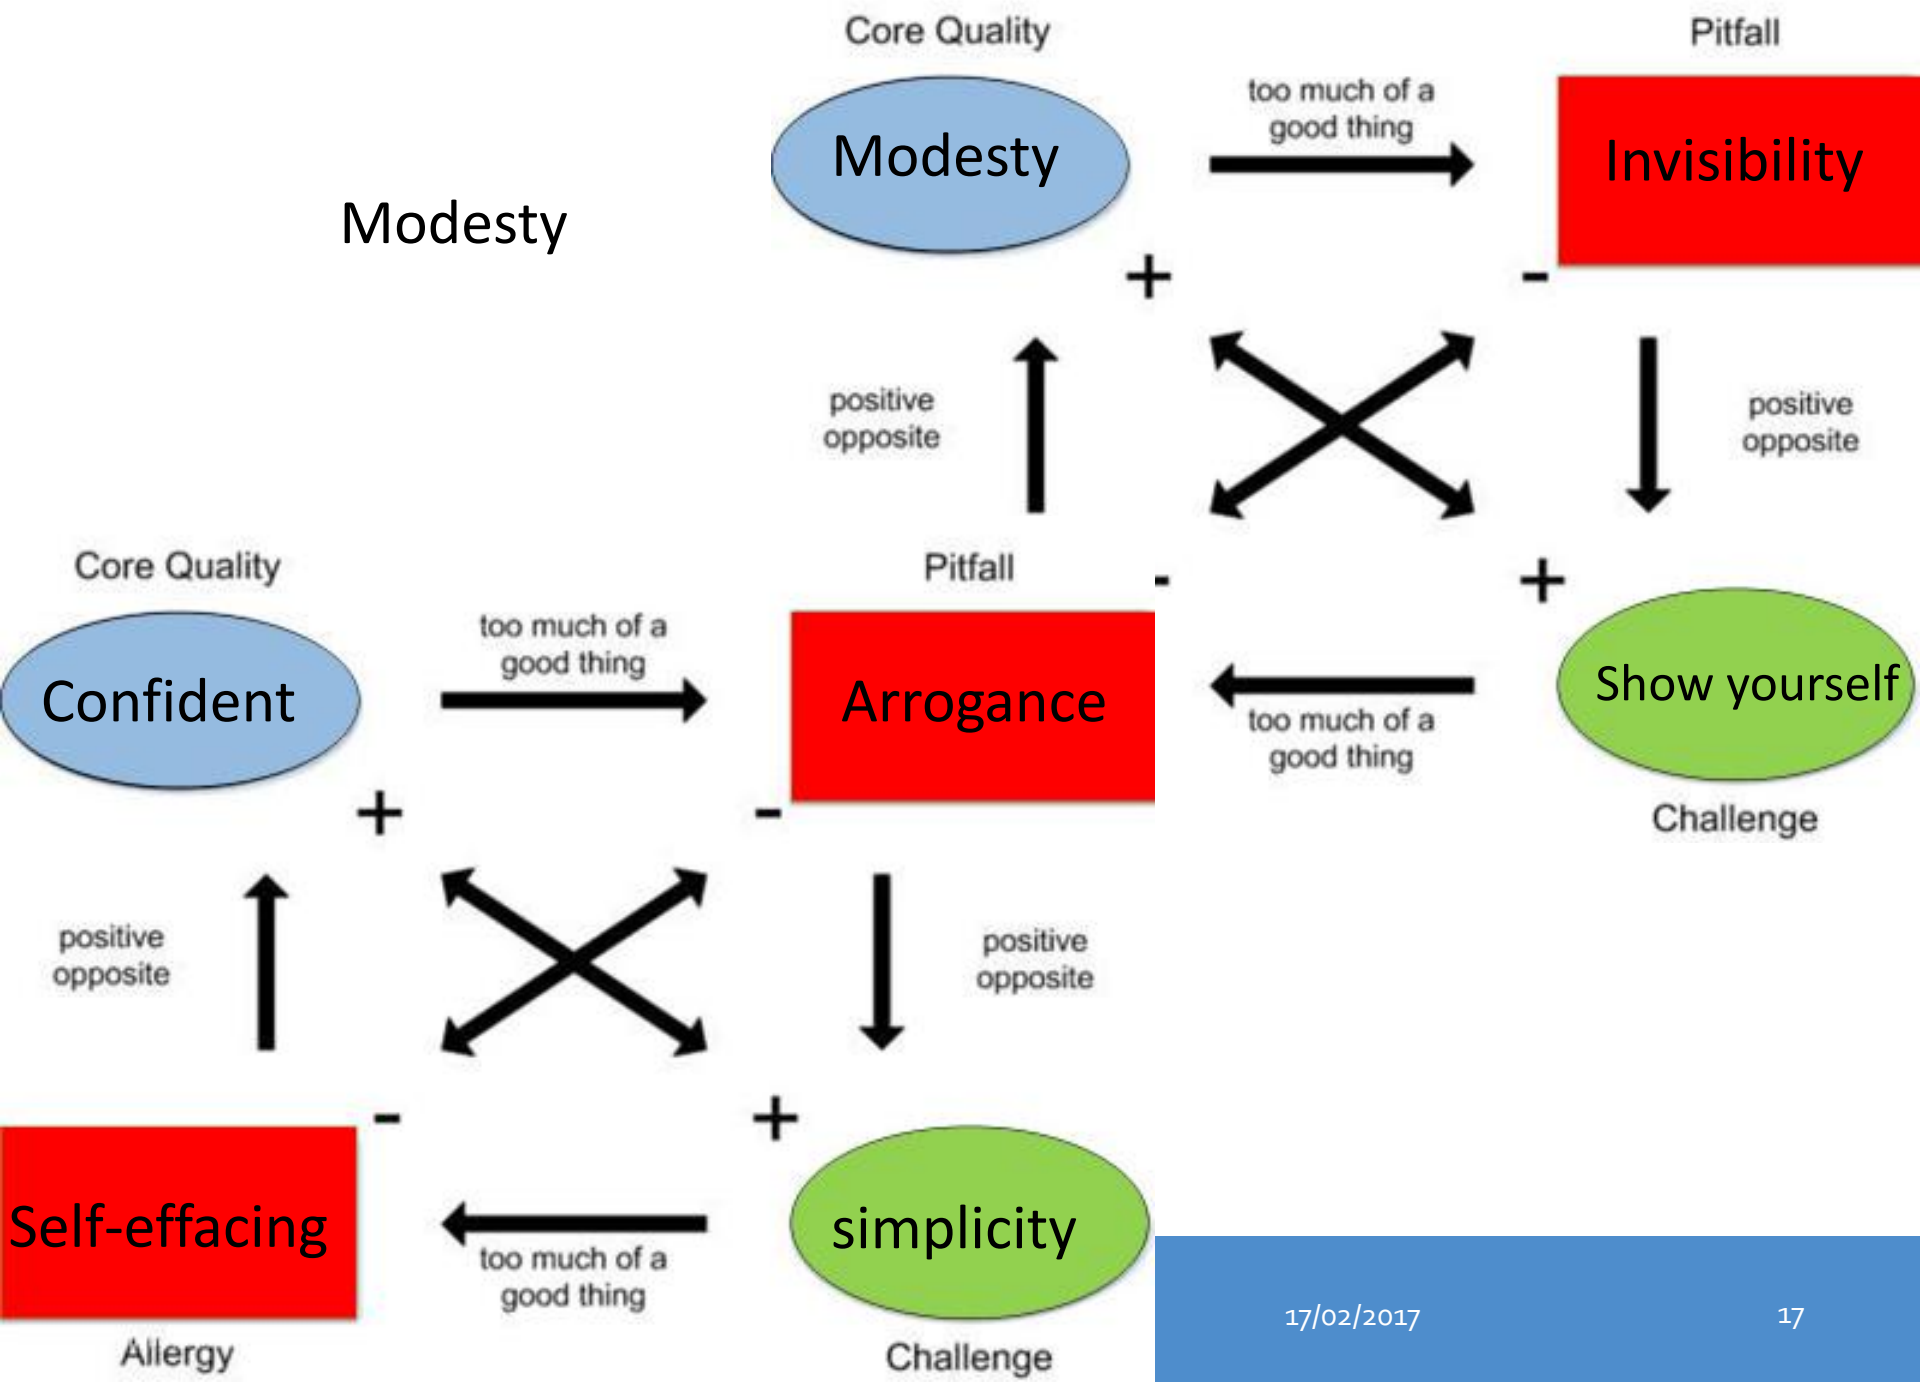 Core Quality
Pitfall
too much of a
good thing
Modesty
Invisibility
Modesty
+
-
positive
opposite
positive
opposite
Core Quality
Pitfall
-
+
too much of a
good thing
Confident
Arrogance
Show yourself
too much of a
good thing
+
-
Challenge
positive
opposite
positive
opposite
-
+
Self-effacing
simplicity
too much of a
good thing
Allergy
Challenge
17/02/2017
17